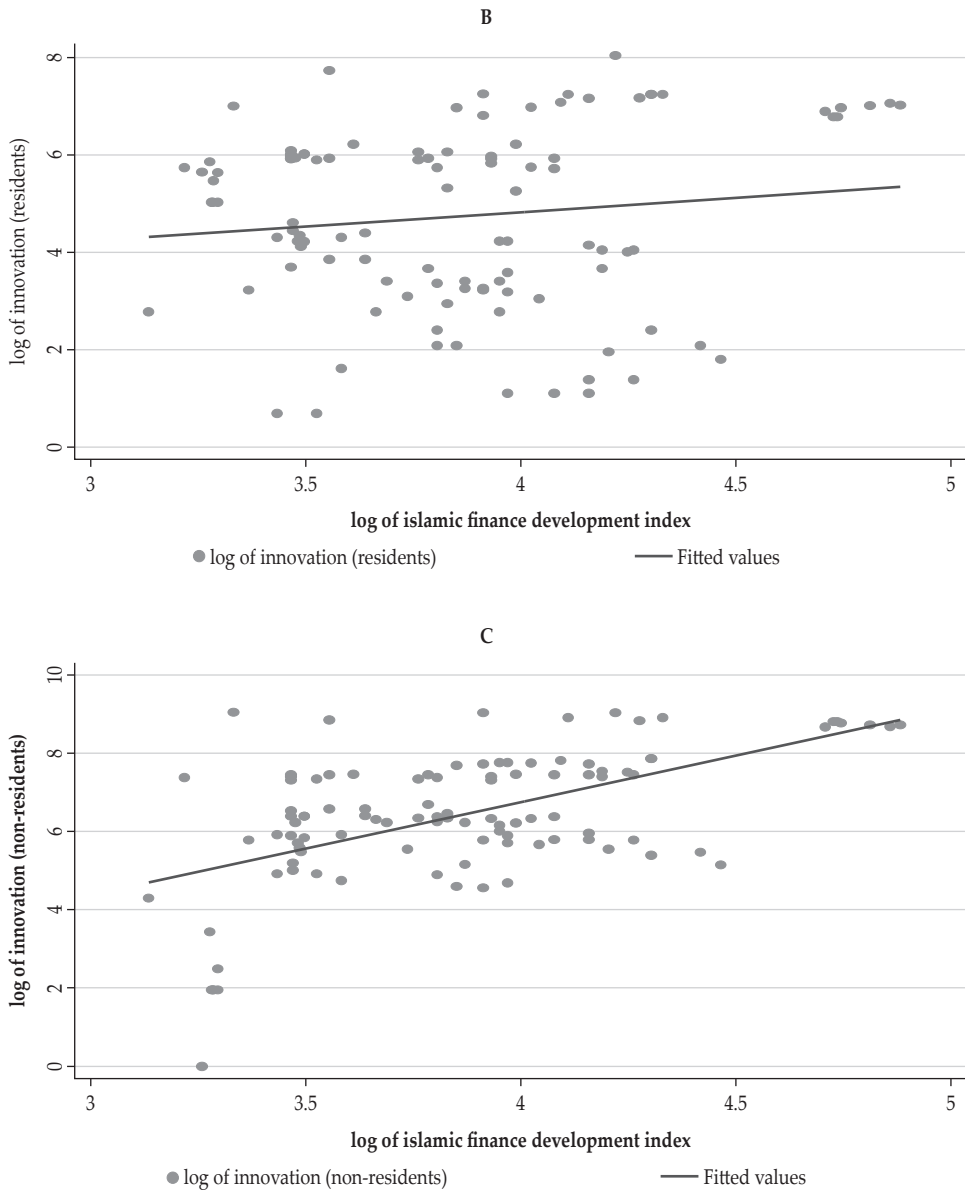 B
8
6
4
2
0
log of innovation (residents)
3 3.5 4 4.5 5
log of islamic finance development index
log of innovation (residents) Fitted values
C
10
8
6
4
2
0
log of innovation (non-residents)
3 3.5 4 4.5 5
log of islamic finance development index
log of innovation (non-residents) Fitted values